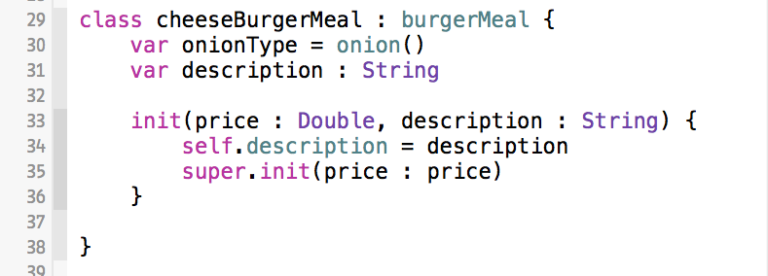 29 class cheeseBurgerMeal : burgerMeal {
30 var onionType = onion()
31 var description : String
32
33 init(price : Double, description : String) {
34 self.description = description
35 super.init(price : price)
36 }
37
38 }
39